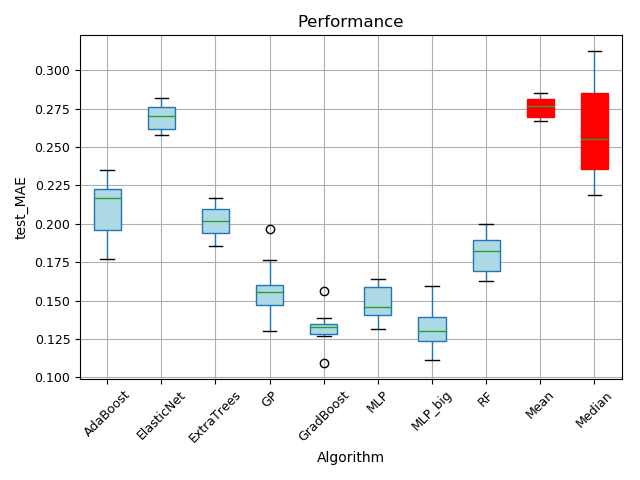 Performance
test_MAE
0.300
0.275
0.250
0.225
0.200
0.175
0.150
0.125
0.100
AdaBoost
ElasticNet
ExtraTrees
GP
GradBoost
MLP
MLP_big
RF
Mean
Median
Algorithm